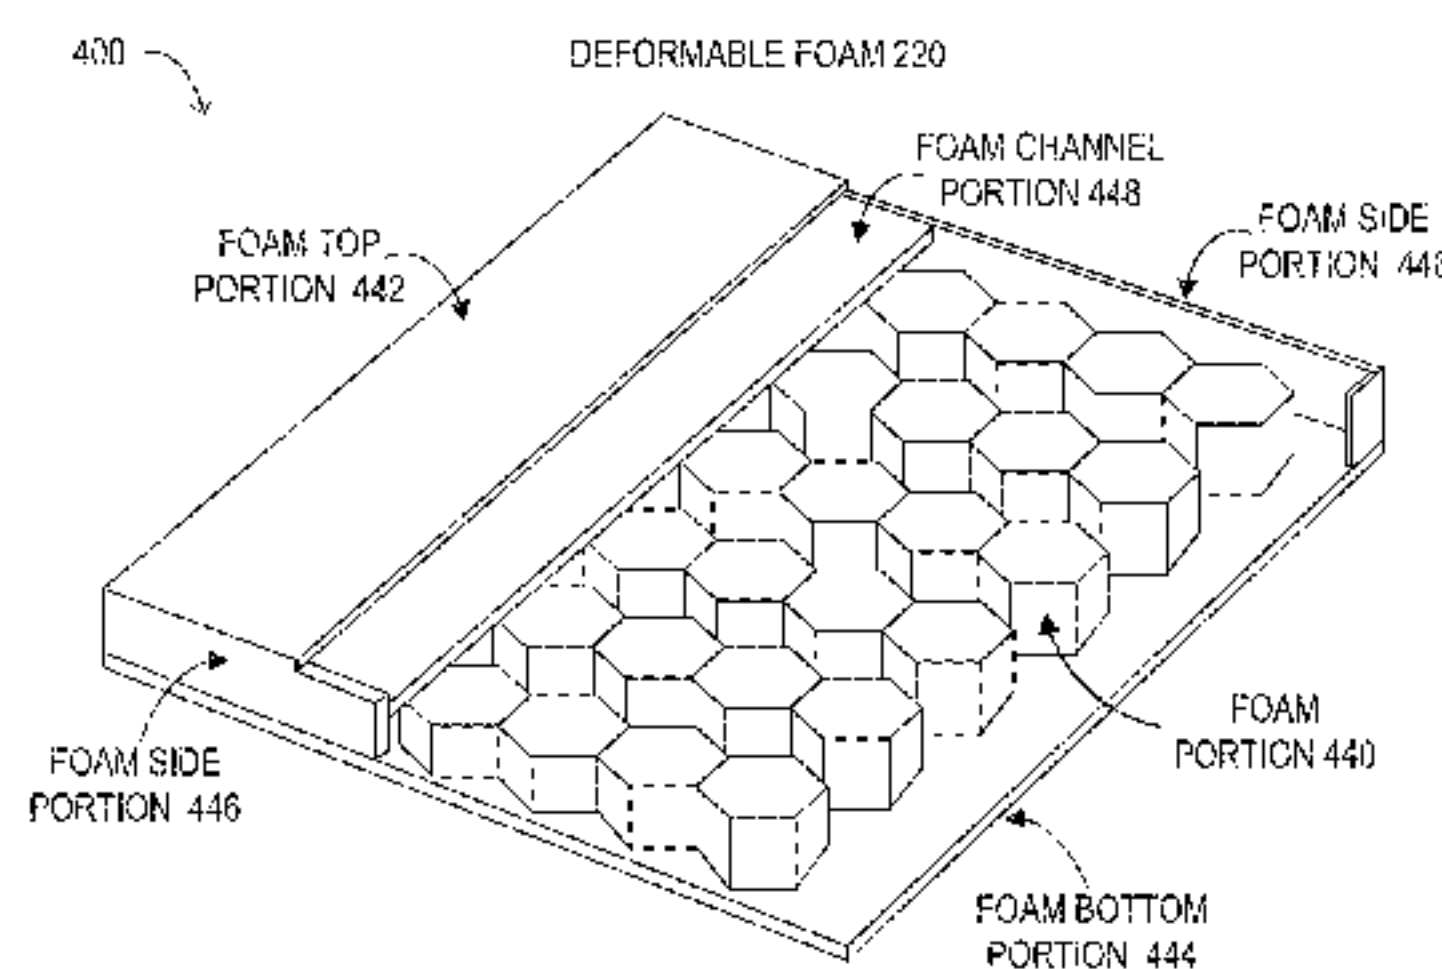 400
DEFORMABLE FOAM 220
FOAM CHANNEL
PORTION 448
FOAM SIDE
PORTION
FOAM TOP
PORTION 442
FOAM SIDE
PORTION 446
FOAM
PORTION 440
FOAM BOTTOM
PORTION 444